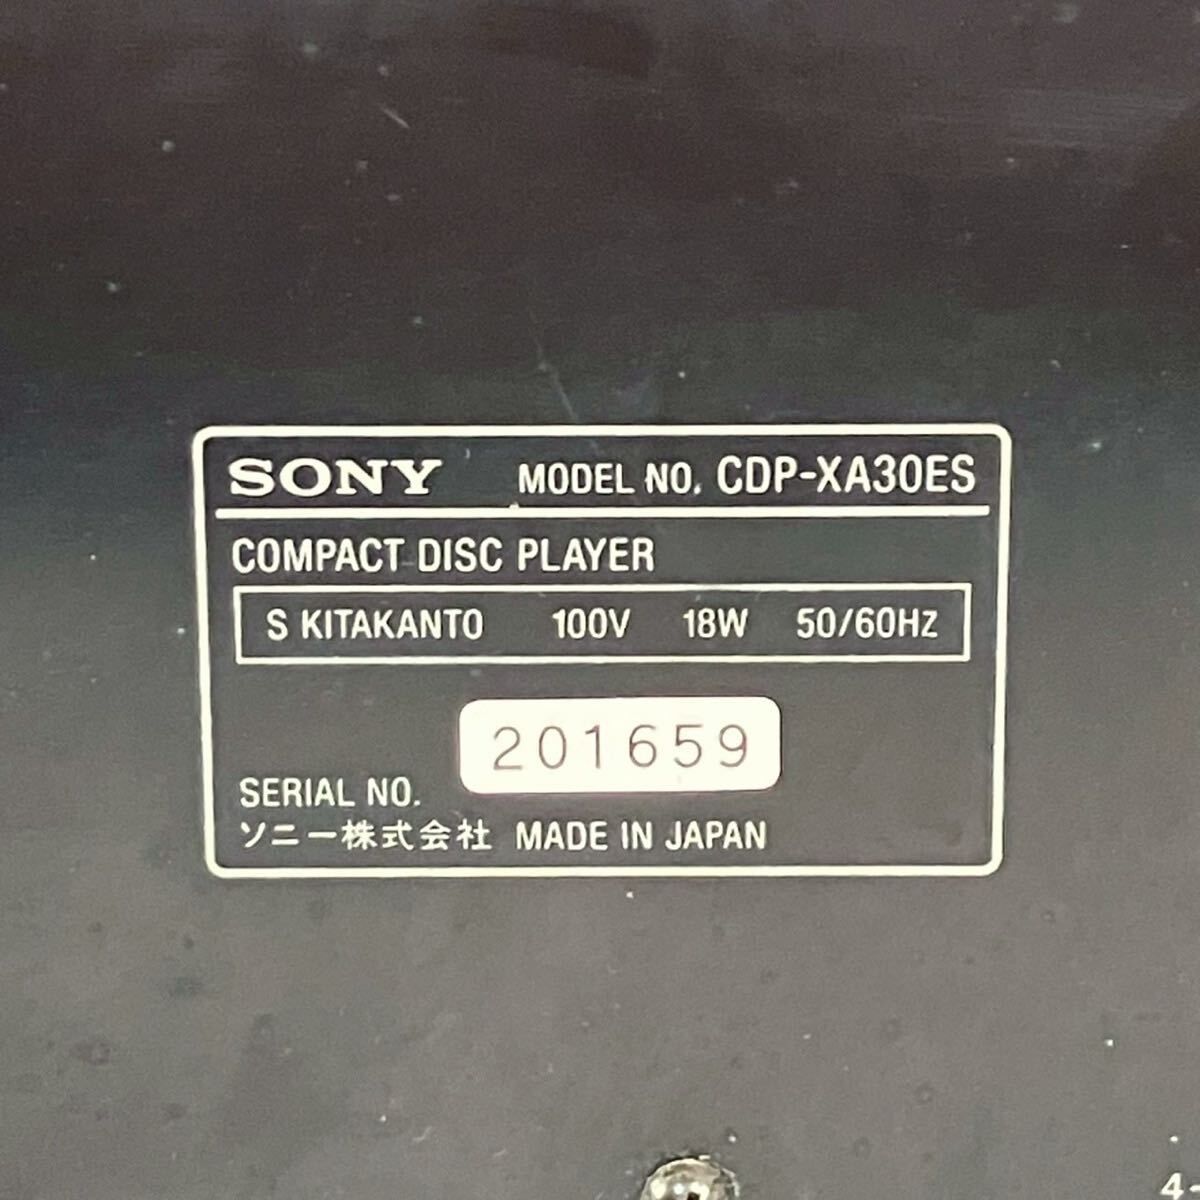 SONY MODEL NO. CDP-XA30ES
COMPACT DISC PLAYER
S KITAKANTO 100V 18W 50/60Hz
201659
SERIAL NO.
ソニー株式会社 MADE IN JAPAN
4-